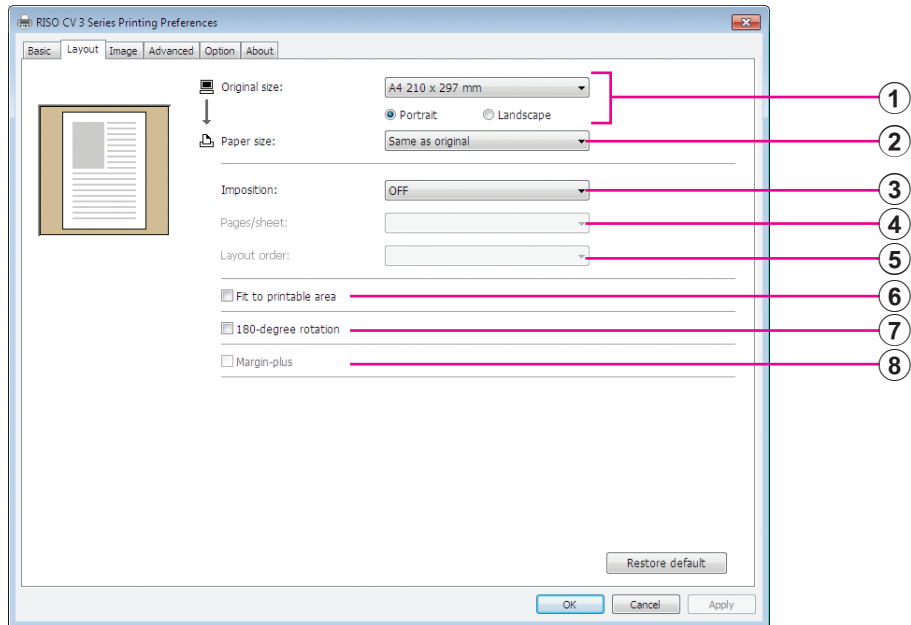 RISO CV 3 Series Printing Preferences
Basic Layout Image Advanced Option About
Original size: A4 210 x 297 mm
Portrait Landscape
1
Paper size: Same as original
2
Imposition: OFF
3
Pages/sheet:
4
Layout order:
5
Fit to printable area
6
180-degree rotation
7
Margin-plus
8
Restore default
OK Cancel Apply